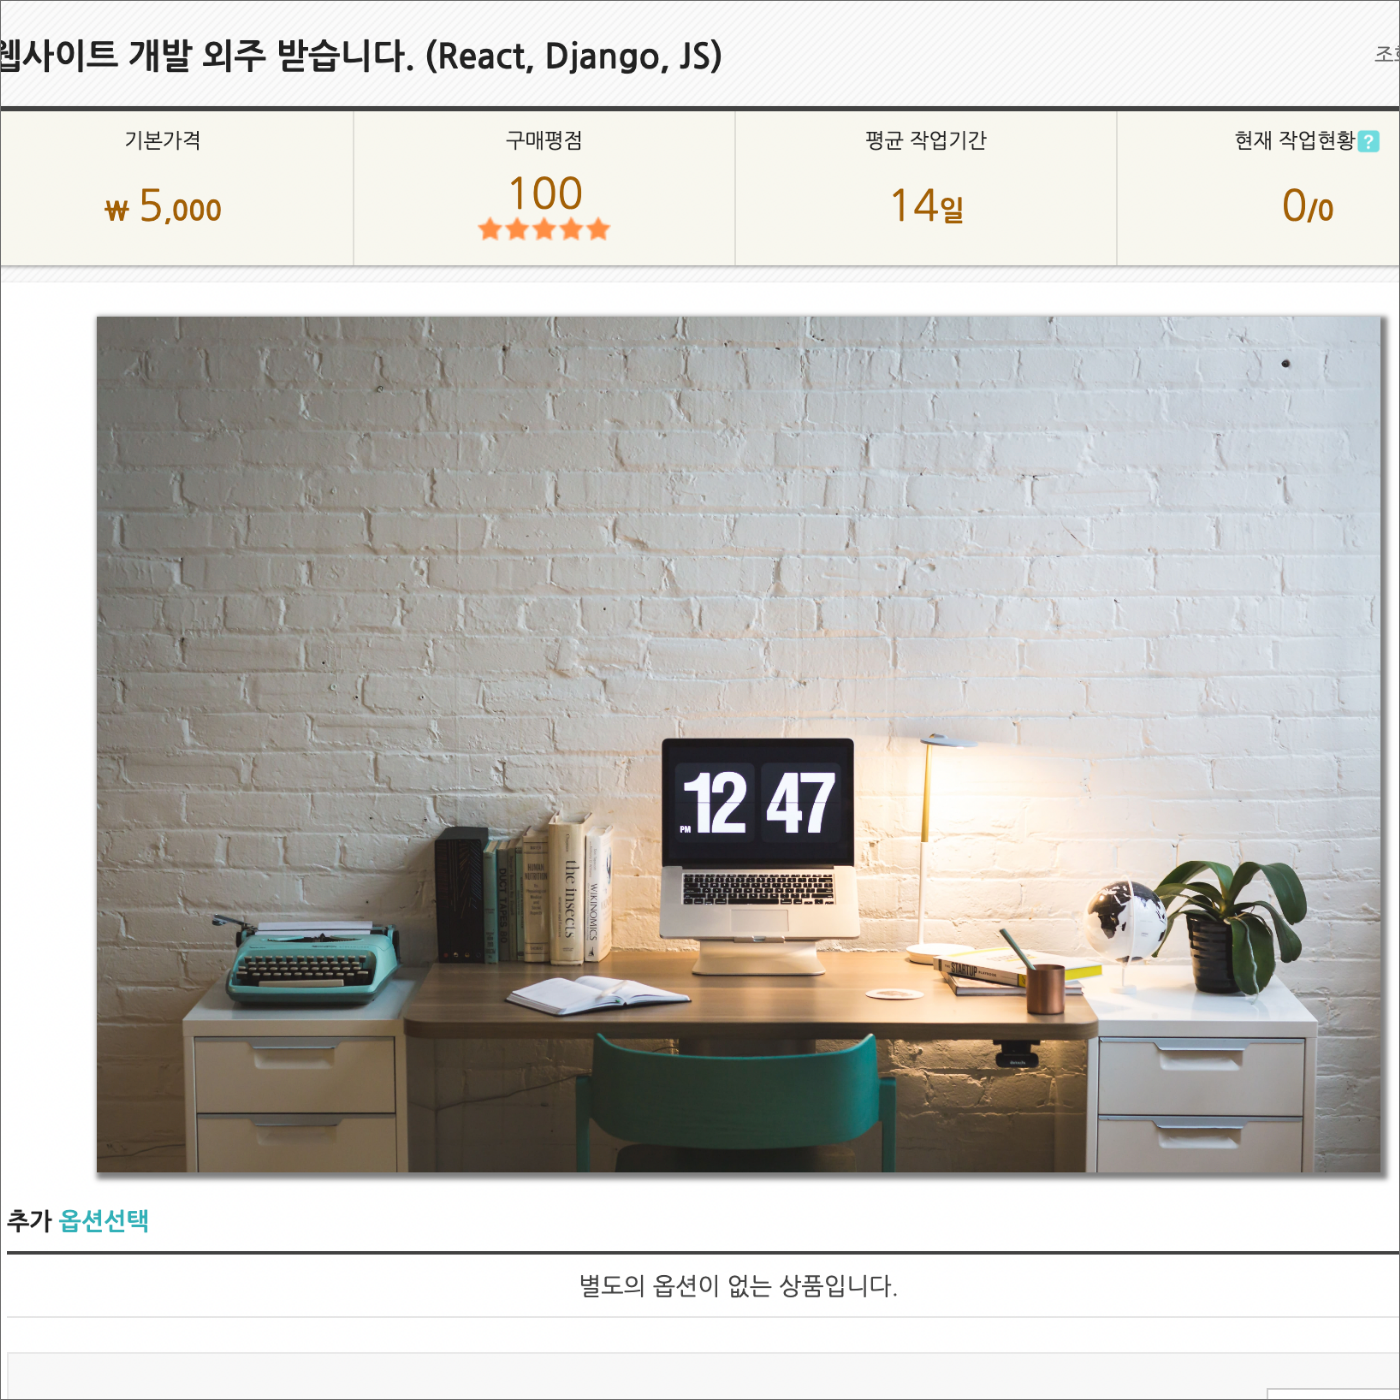 웹사이트 개발 외주 받습니다. (React, Django, JS)
기본가격
구매평점
평균 작업기간
현재 작업현황 ?
₩ 5,000
100
14일
0/0
PM 12 47
the insects
WIKINOMICS
STARTUP
추가 옵션선택
별도의 옵션이 없는 상품입니다.